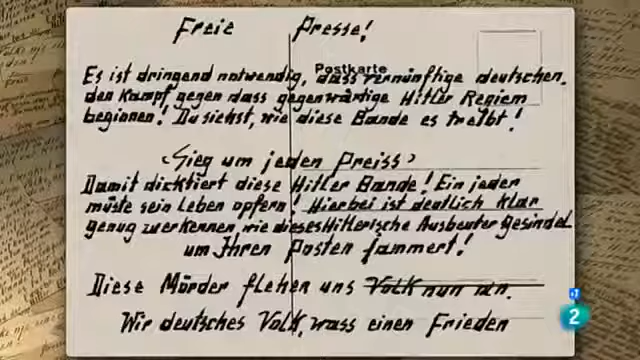 Freie Presse!
Postkarte
Es ist dringend notwendig, dass vernünftige deutschen.
den Kampf gegen dass gegenwärtige Hitler Regiem
beginnen! Du siehst, wie diese Bande es treibt!
‹Sieg um jeden Preiss›
Damit dicktiert diese Hitler Bande! Ein jeder
müste sein Leben opfern! Hierbei ist deutlich klar
genug zu erkennen, wie dieses Hitlerische Ausbeuter Gesindel
um Ihren Posten jammert!
Diese Mörder flehen uns Volk nun an.
Wir deutsches Volk, wass einen Frieden
2